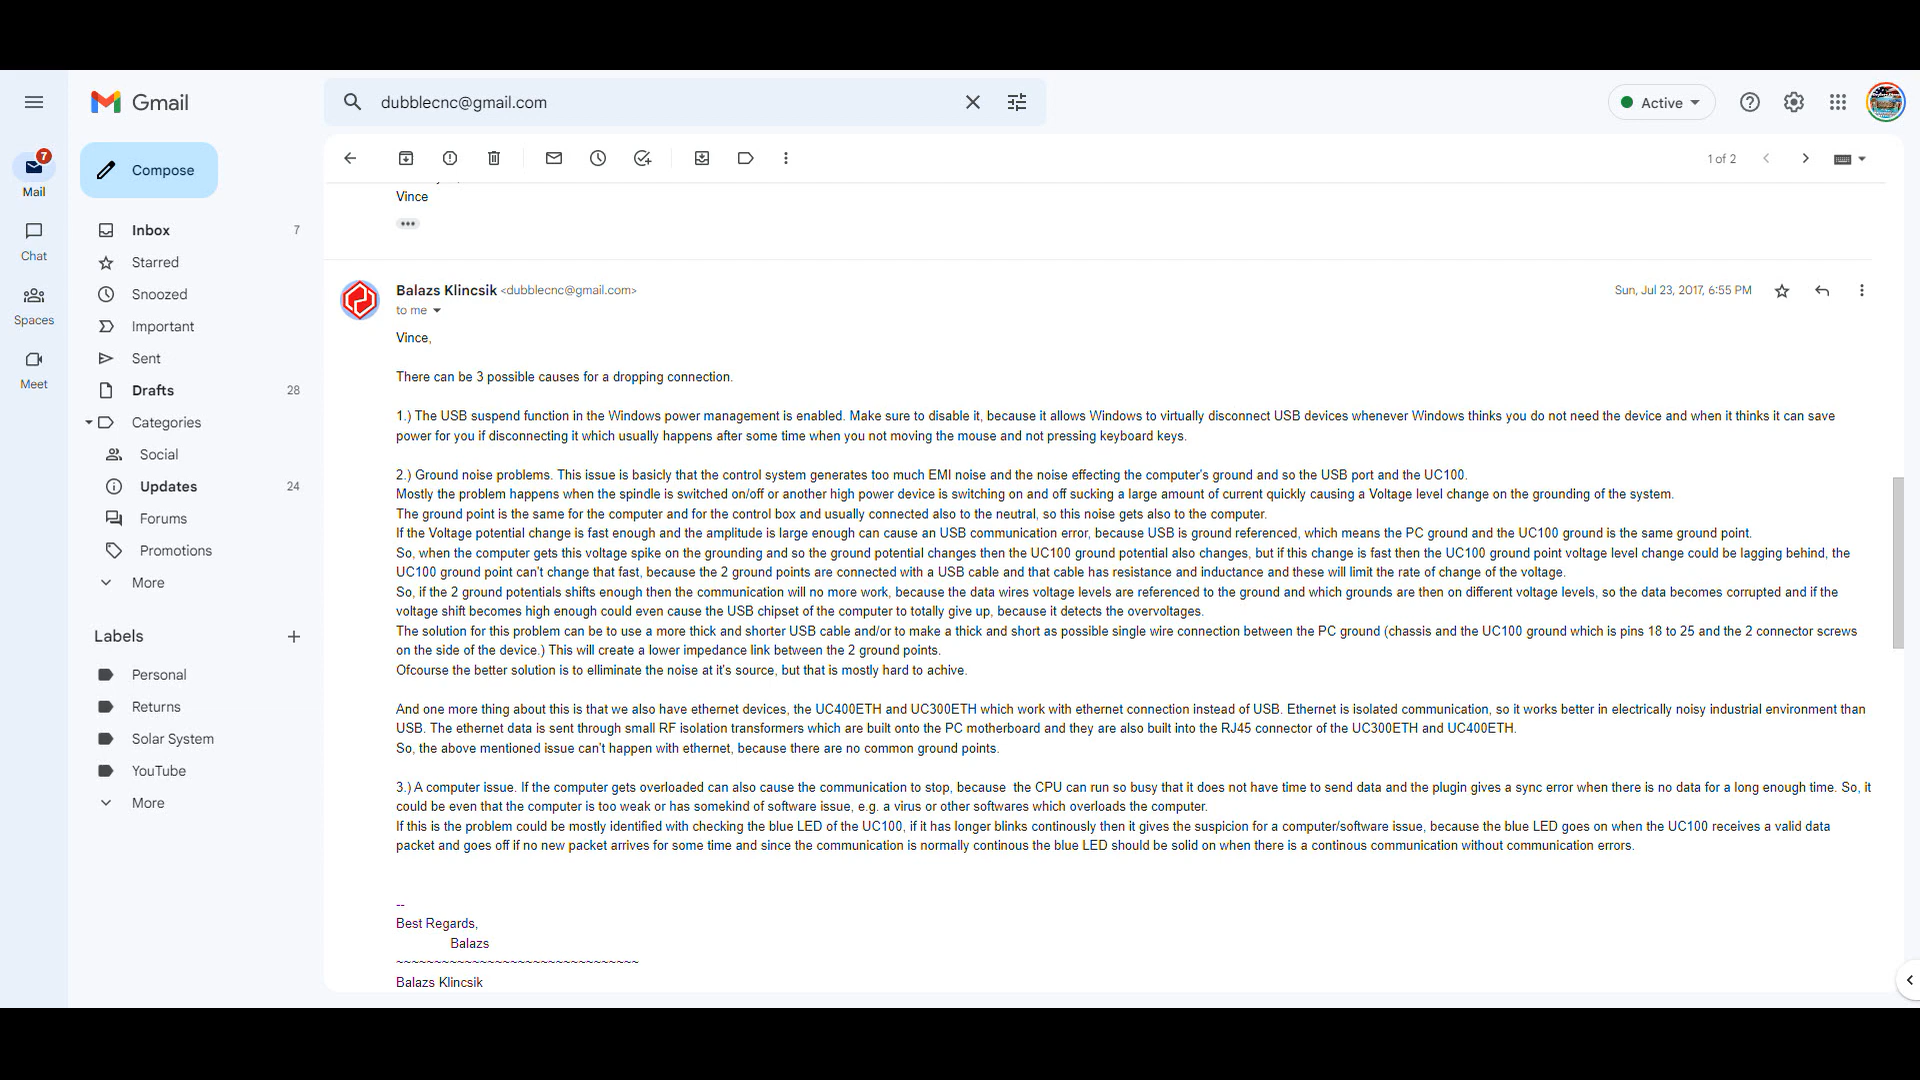 Gmail
dubblecnc@gmail.com
Active
7
Mail
Compose
1 of 2
Vince
Chat
Inbox 7
Starred
Snoozed
Spaces
Important
Sent
Meet
Drafts 28
Categories
Social
Updates 24
Forums
Promotions
More
Labels
Personal
Returns
Solar System
YouTube
More
Balazs Klincsik <dubblecnc@gmail.com>
Sun, Jul 23, 2017, 6:55 PM
to me
Vince,
There can be 3 possible causes for a dropping connection.
1.) The USB suspend function in the Windows power management is enabled. Make sure to disable it, because it allows Windows to virtually disconnect USB devices whenever Windows thinks you do not need the device and when it thinks it can save
power for you if disconnecting it which usually happens after some time when you not moving the mouse and not pressing keyboard keys.
2.) Ground noise problems. This issue is basicly that the control system generates too much EMI noise and the noise effecting the computer's ground and so the USB port and the UC100.
Mostly the problem happens when the spindle is switched on/off or another high power device is switching on and off sucking a large amount of current quickly causing a Voltage level change on the grounding of the system.
The ground point is the same for the computer and for the control box and usually connected also to the neutral, so this noise gets also to the computer.
If the Voltage potential change is fast enough and the amplitude is large enough can cause an USB communication error, because USB is ground referenced, which means the PC ground and the UC100 ground is the same ground point.
So, when the computer gets this voltage spike on the grounding and so the ground potential changes then the UC100 ground potential also changes, but if this change is fast then the UC100 ground point voltage level change could be lagging behind, the
UC100 ground point can't change that fast, because the 2 ground points are connected with a USB cable and that cable has resistance and inductance and these will limit the rate of change of the voltage.
So, if the 2 ground potentials shifts enough then the communication will no more work, because the data wires voltage levels are referenced to the ground and which grounds are then on different voltage levels, so the data becomes corrupted and if the
voltage shift becomes high enough could even cause the USB chipset of the computer to totally give up, because it detects the overvoltages.
The solution for this problem can be to use a more thick and shorter USB cable and/or to make a thick and short as possible single wire connection between the PC ground (chassis and the UC100 ground which is pins 18 to 25 and the 2 connector screws
on the side of the device.) This will create a lower impedance link between the 2 ground points.
Ofcourse the better solution is to elliminate the noise at it's source, but that is mostly hard to achive.
And one more thing about this is that we also have ethernet devices, the UC400ETH and UC300ETH which work with ethernet connection instead of USB. Ethernet is isolated communication, so it works better in electrically noisy industrial environment than
USB. The ethernet data is sent through small RF isolation transformers which are built onto the PC motherboard and they are also built into the RJ45 connector of the UC300ETH and UC400ETH.
So, the above mentioned issue can't happen with ethernet, because there are no common ground points.
3.) A computer issue. If the computer gets overloaded can also cause the communication to stop, because the CPU can run so busy that it does not have time to send data and the plugin gives a sync error when there is no data for a long enough time. So, it
could be even that the computer is too weak or has somekind of software issue, e.g. a virus or other softwares which overloads the computer.
If this is the problem could be mostly identified with checking the blue LED of the UC100, if it has longer blinks continously then it gives the suspicion for a computer/software issue, because the blue LED goes on when the UC100 receives a valid data
packet and goes off if no new packet arrives for some time and since the communication is normally continous the blue LED should be solid on when there is a continous communication without communication errors.
--
Best Regards,
Balazs
~~~~~~~~~~~~~~~~~~~~~~~~~~~~~~~~
Balazs Klincsik